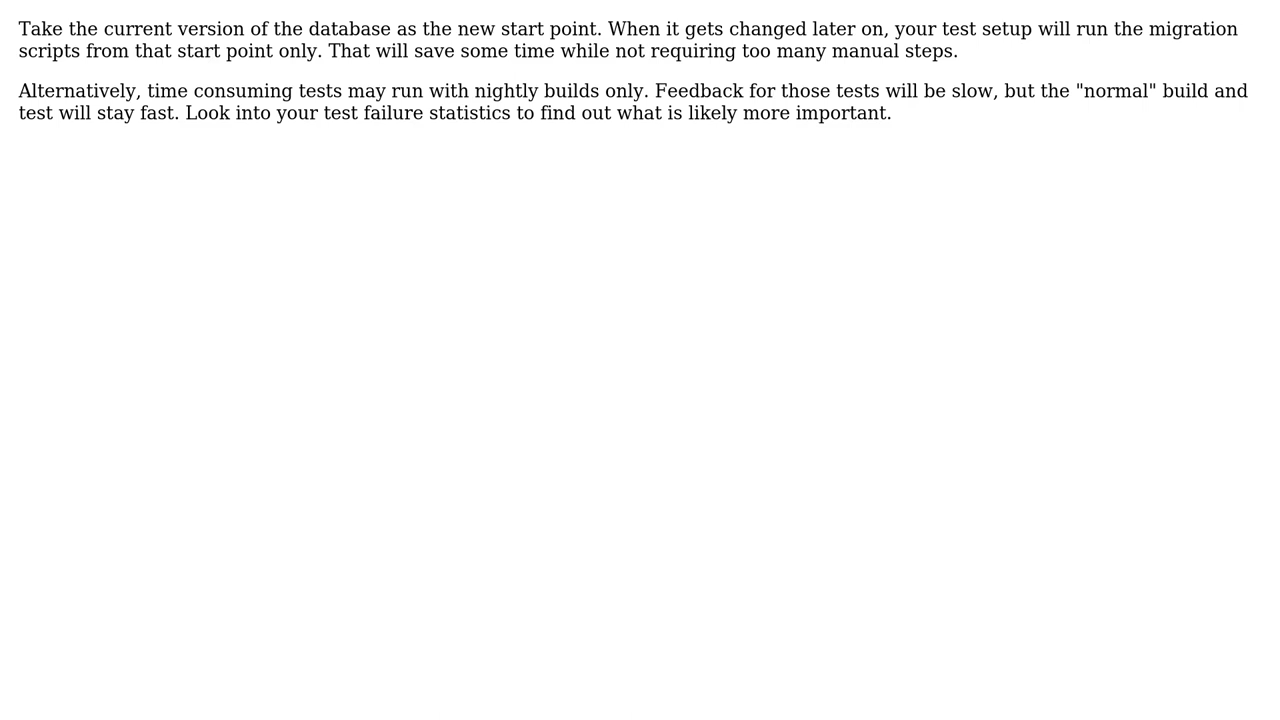 Take the current version of the database as the new start point. When it gets changed later on, your test setup will run the migration
scripts from that start point only. That will save some time while not requiring too many manual steps.
Alternatively, time consuming tests may run with nightly builds only. Feedback for those tests will be slow, but the "normal" build and
test will stay fast. Look into your test failure statistics to find out what is likely more important.